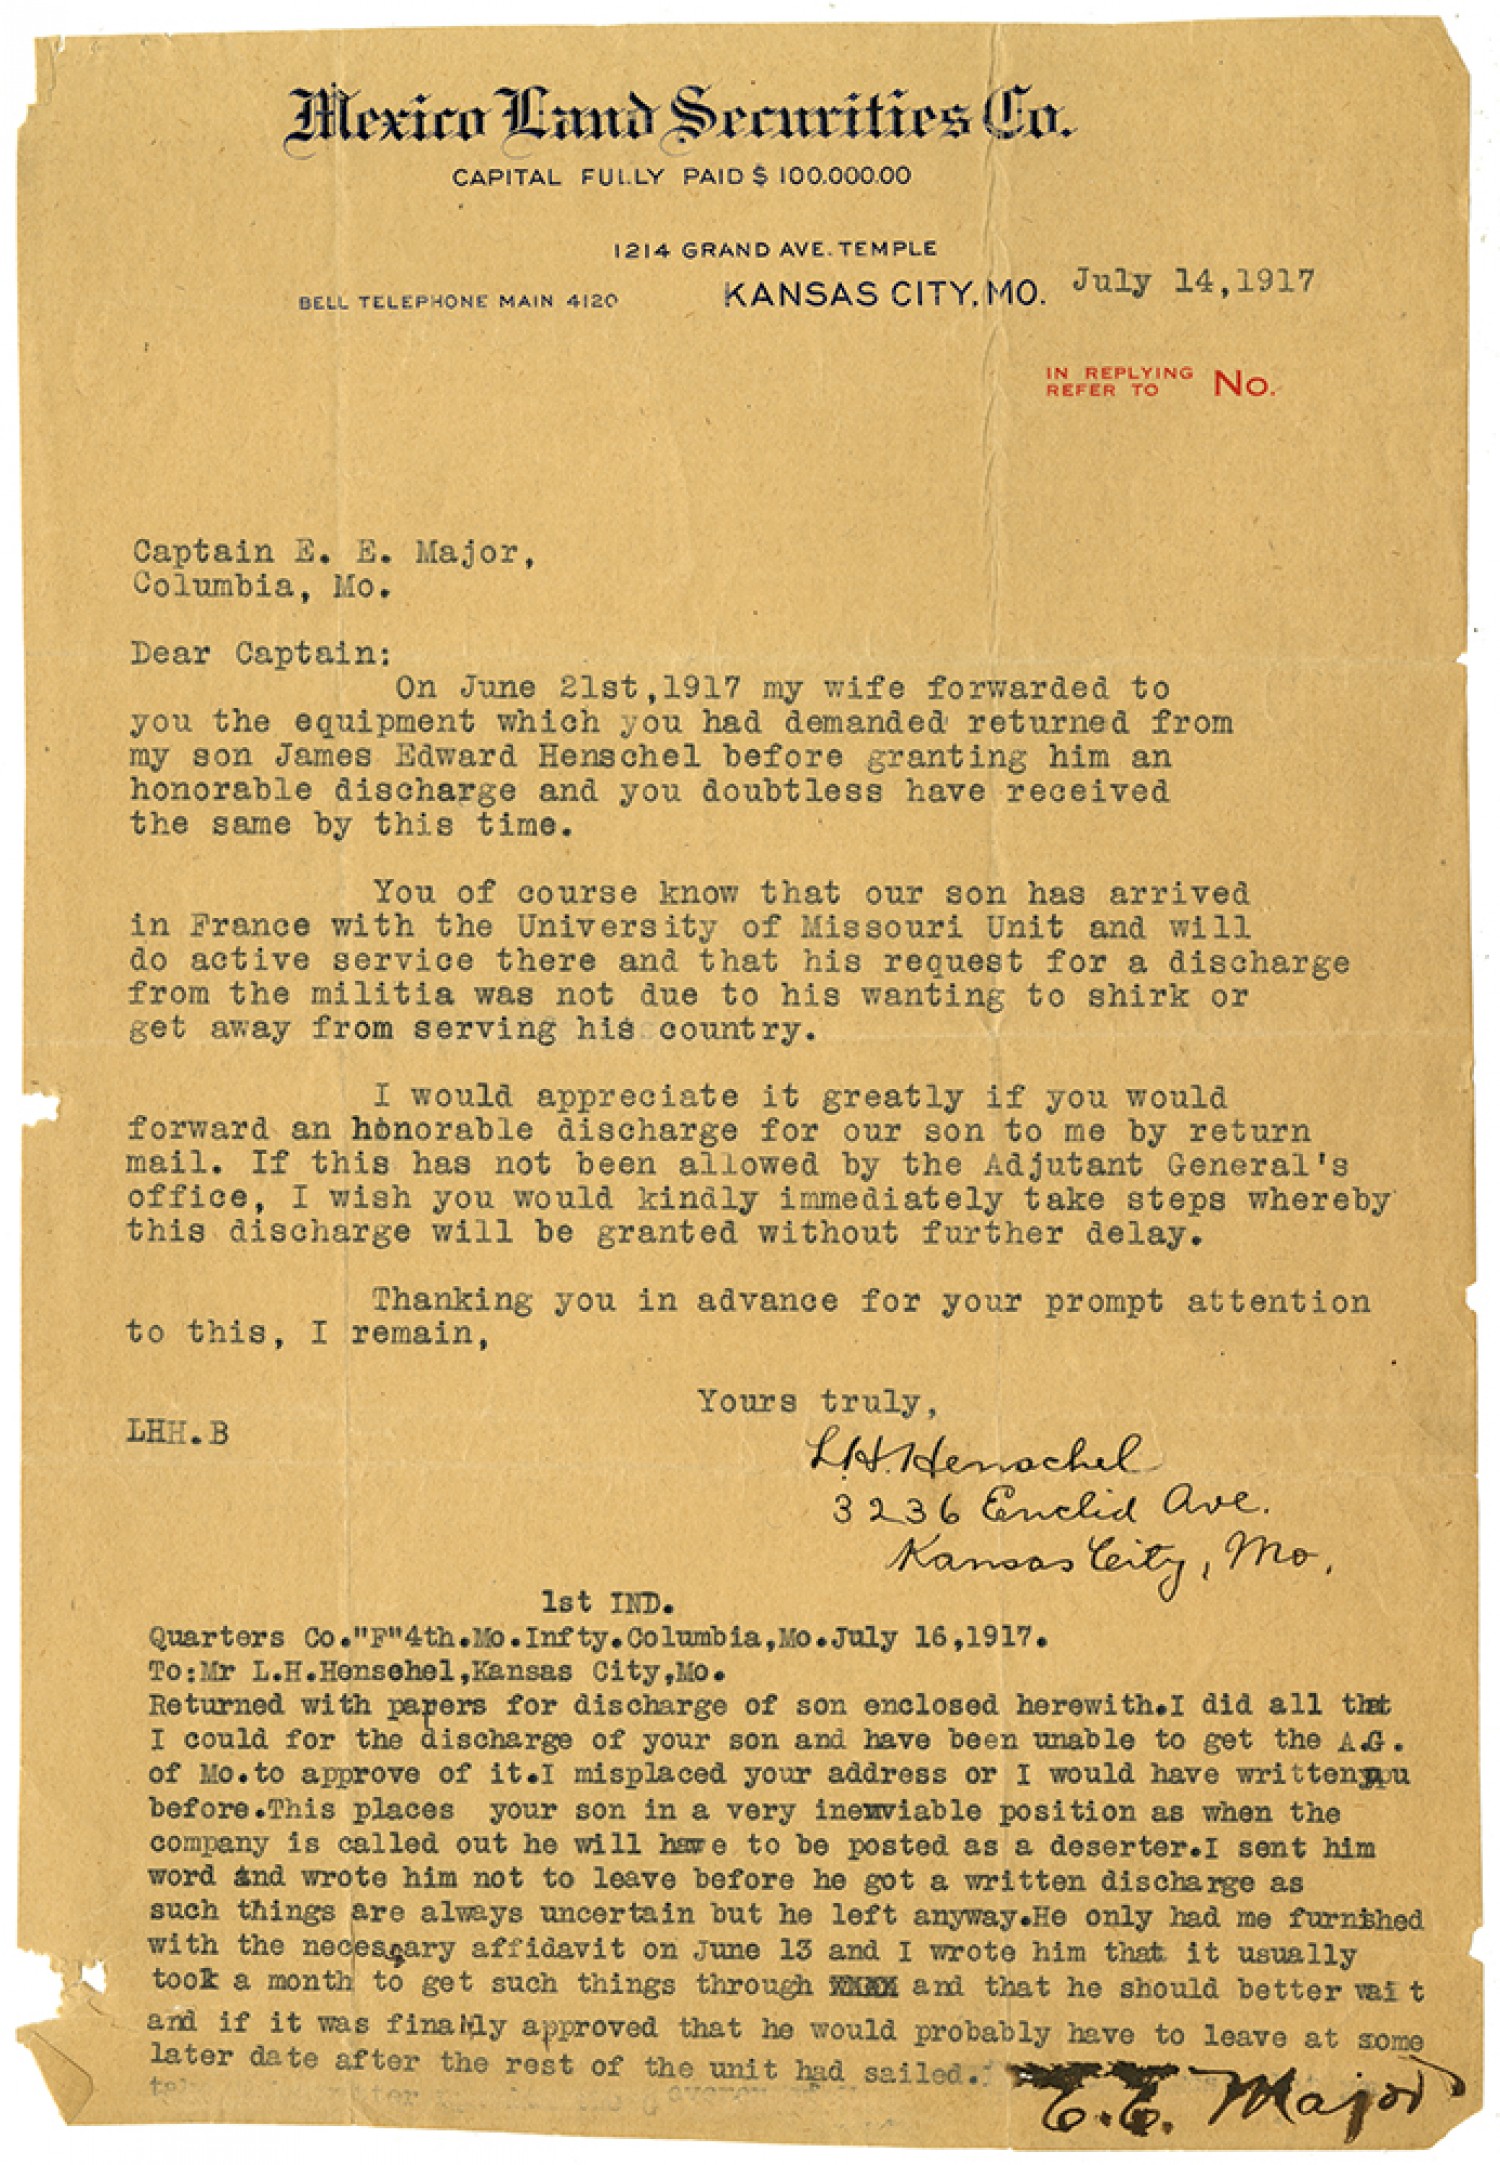 Mexico Land Securities Co.
CAPITAL FULLY PAID $ 100.000.00
1214 GRAND AVE. TEMPLE
BELL TELEPHONE MAIN 4120 KANSAS CITY, MO. July 14,1917
IN REPLYING
REFER TO No.
Captain E. E. Major,
Columbia, Mo.
Dear Captain:
On June 21st,1917 my wife forwarded to
you the equipment which you had demanded returned from
my son James Edward Henschel before granting him an
honorable discharge and you doubtless have received
the same by this time.
You of course know that our son has arrived
in France with the University of Missouri Unit and will
do active service there and that his request for a discharge
from the militia was not due to his wanting to shirk or
get away from serving his country.
I would appreciate it greatly if you would
forward an honorable discharge for our son to me by return
mail. If this has not been allowed by the Adjutant General's
office, I wish you would kindly immediately take steps whereby
this discharge will be granted without further delay.
Thanking you in advance for your prompt attention
to this, I remain,
Yours truly,
LHH.B
L.H. Henschel
3236 Euclid Ave.
Kansas City, Mo.
1st IND.
Quarters Co."F"4th.Mo.Infty.Columbia,Mo.July 16,1917.
To:Mr L.H.Henschel,Kansas City,Mo.
Returned with papers for discharge of son enclosed herewith.I did all that
I could for the discharge of your son and have been unable to get the A.G.
of Mo.to approve of it.I misplaced your address or I would have written you
before.This places your son in a very inenviable position as when the
company is called out he will have to be posted as a deserter.I sent him
word and wrote him not to leave before he got a written discharge as
such things are always uncertain but he left anyway.He only had me furnished
with the necessary affidavit on June 13 and I wrote him that it usually
took a month to get such things through and that he should better wait
and if it was finally approved that he would probably have to leave at some
later date after the rest of the unit had sailed.
E.E. Major